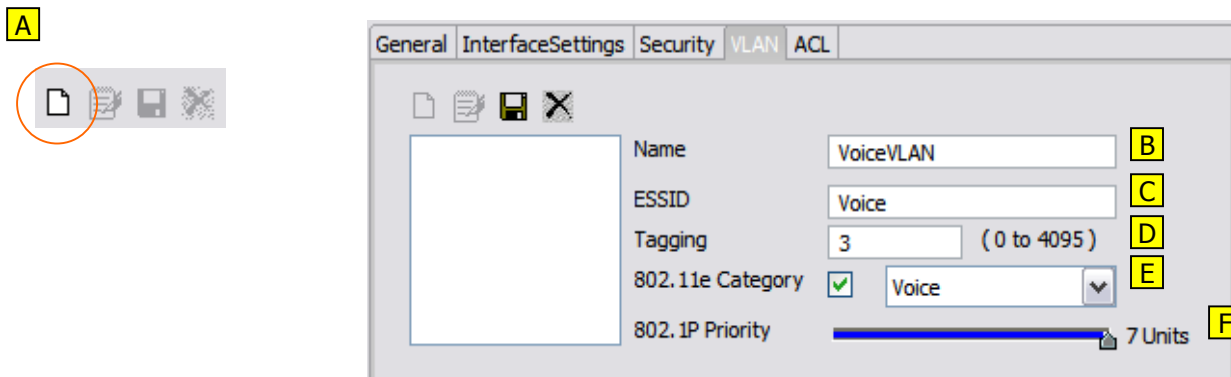 A
General InterfaceSettings Security VLAN ACL
Name VoiceVLAN B
ESSID Voice C
Tagging 3 ( 0 to 4095 ) D
802.11e Category Voice E
802.1P Priority 7 Units F